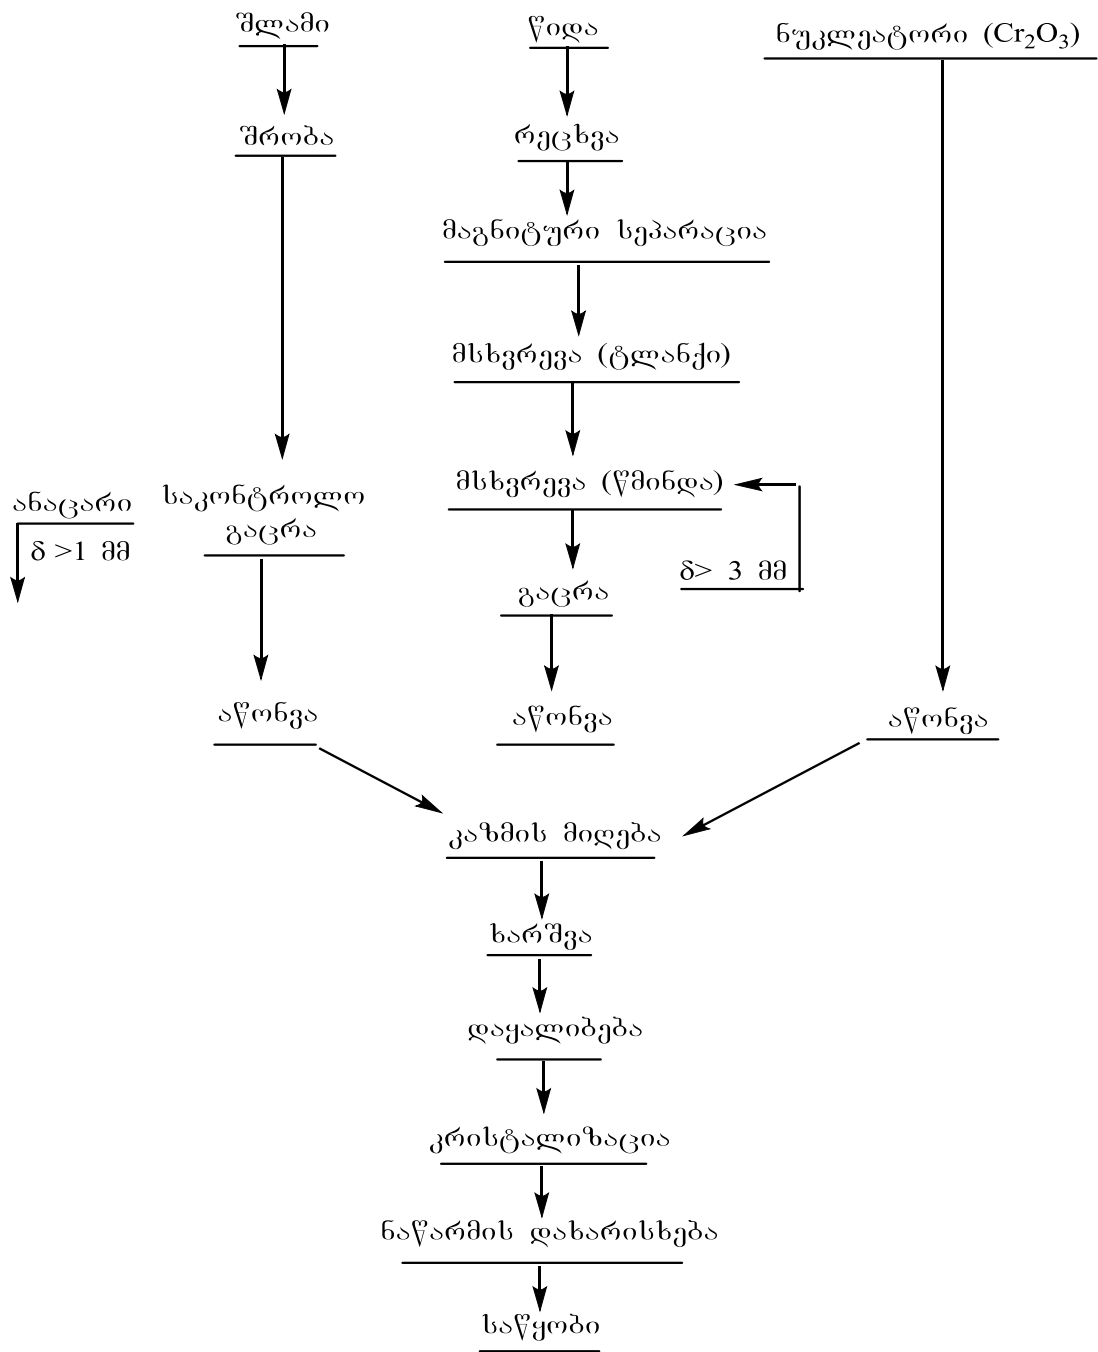 შლამი
წიდა
ნუკლეატორი (Cr₂O₃)
შრობა
რეცხვა
მაგნიტური სეპარაცია
მსხვრევა (ტლანქი)
მსხვრევა (წმინდა)
ანაცარი
δ >1 მმ
საკონტროლო
გაცრა
δ> 3 მმ
გაცრა
აწონვა
აწონვა
აწონვა
კაზმის მიღება
ხარშვა
დაყალიბება
კრისტალიზაცია
ნაწარმის დახარისხება
საწყობი